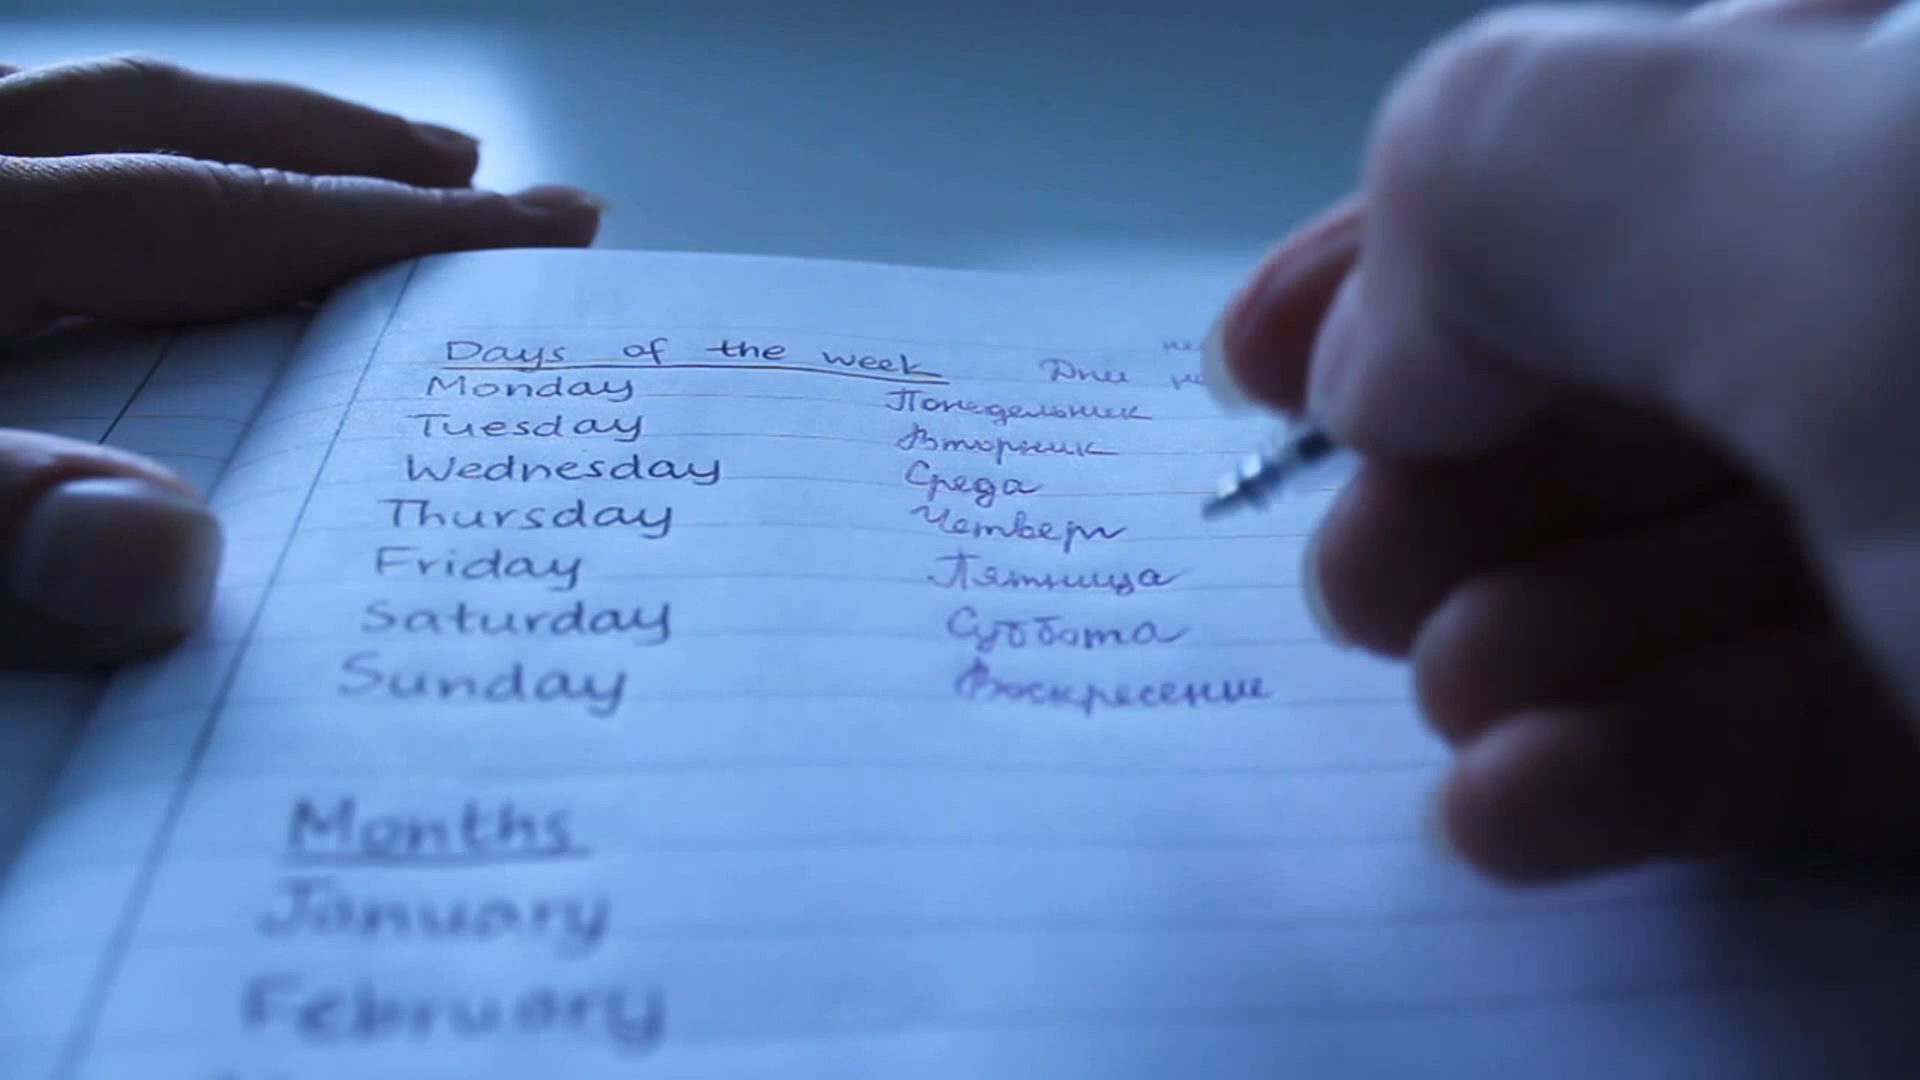 Days of the week Дни
Monday Понедельник
Tuesday Вторник
Wednesday Среда
Thursday Четверг
Friday Пятница
Saturday Суббота
Sunday Воскресение
Months
January
February